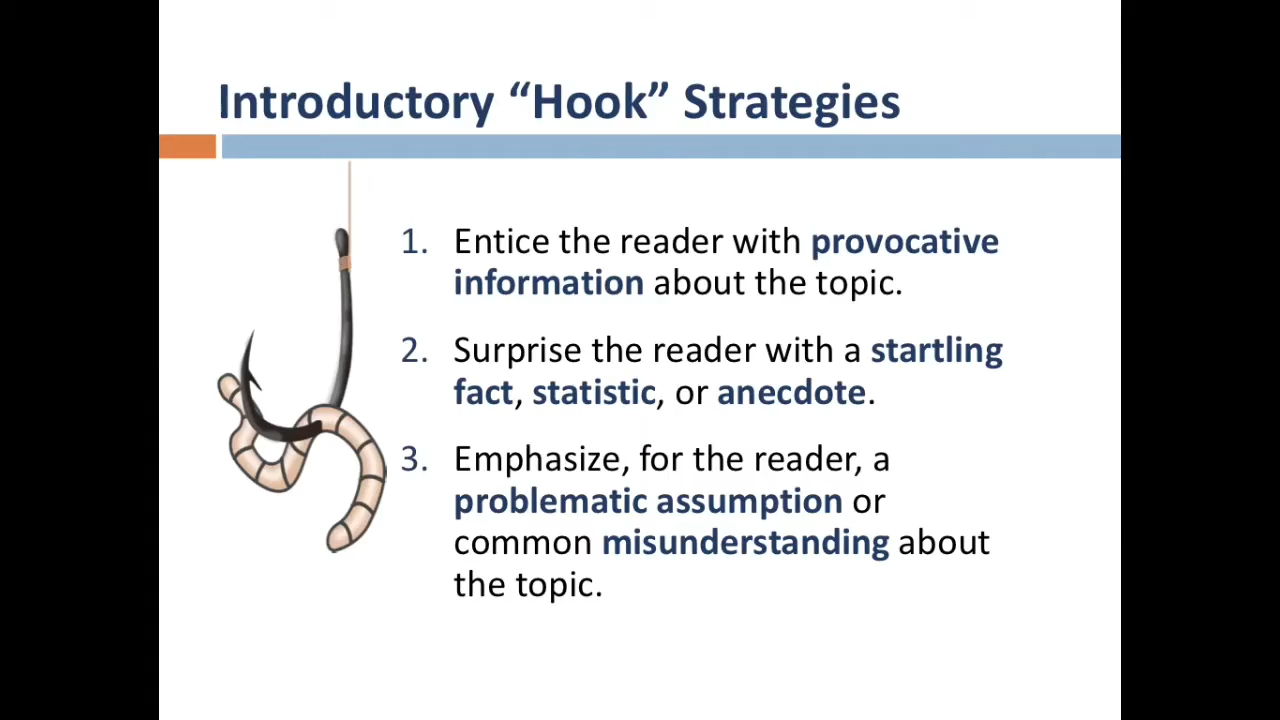 Introductory “Hook” Strategies
1. Entice the reader with provocative
information about the topic.
2. Surprise the reader with a startling
fact, statistic, or anecdote.
3. Emphasize, for the reader, a
problematic assumption or
common misunderstanding about
the topic.